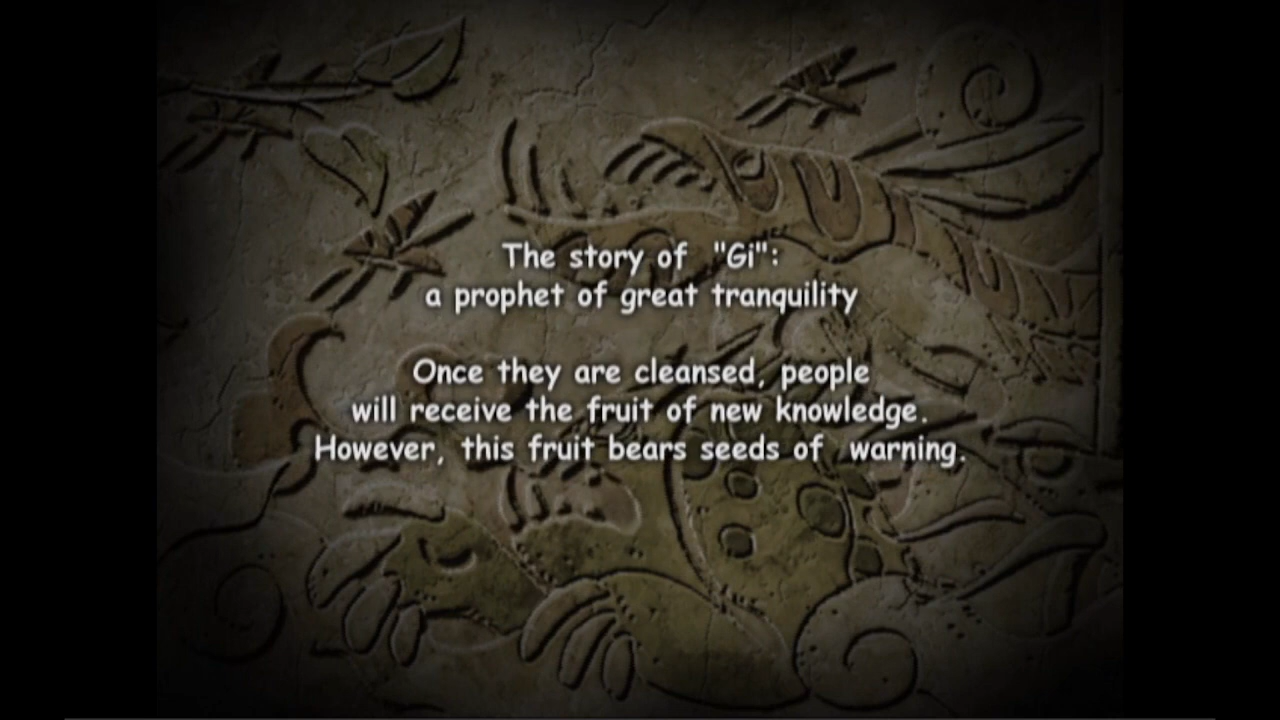 The story of "Gi":
a prophet of great tranquility
Once they are cleansed, people
will receive the fruit of new knowledge.
However, this fruit bears seeds of warning.